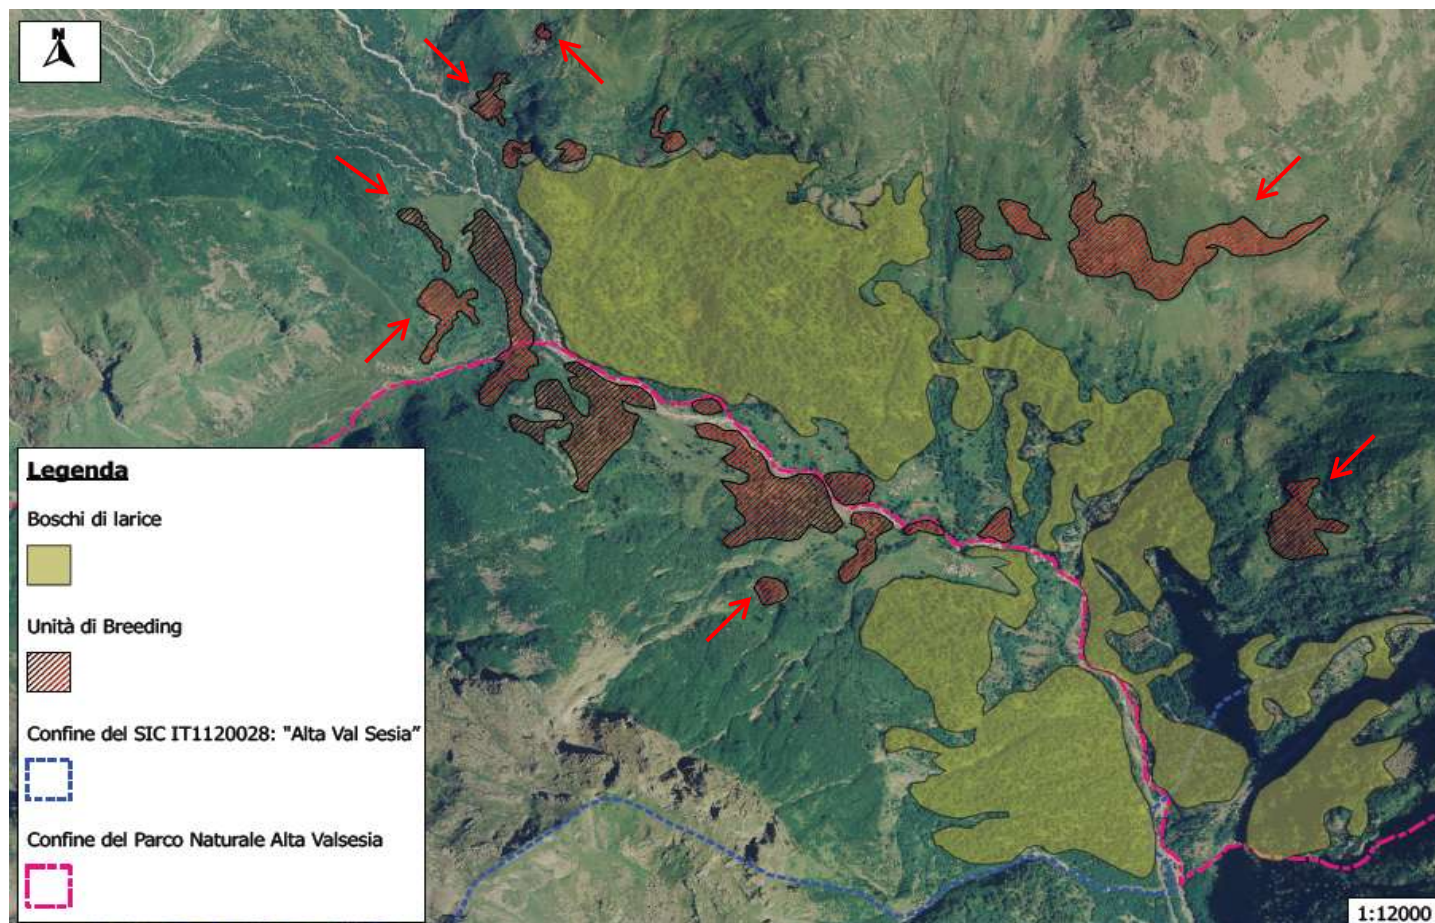 N
Legenda
Boschi di larice
Unità di Breeding
Confine del SIC IT1120028: "Alta Val Sesia”
Confine del Parco Naturale Alta Valsesia
1:12000